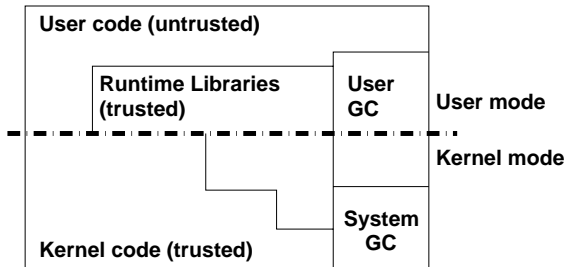 User code (untrusted)
Runtime Libraries
(trusted)
User
GC
User mode
Kernel mode
System
GC
Kernel code (trusted)